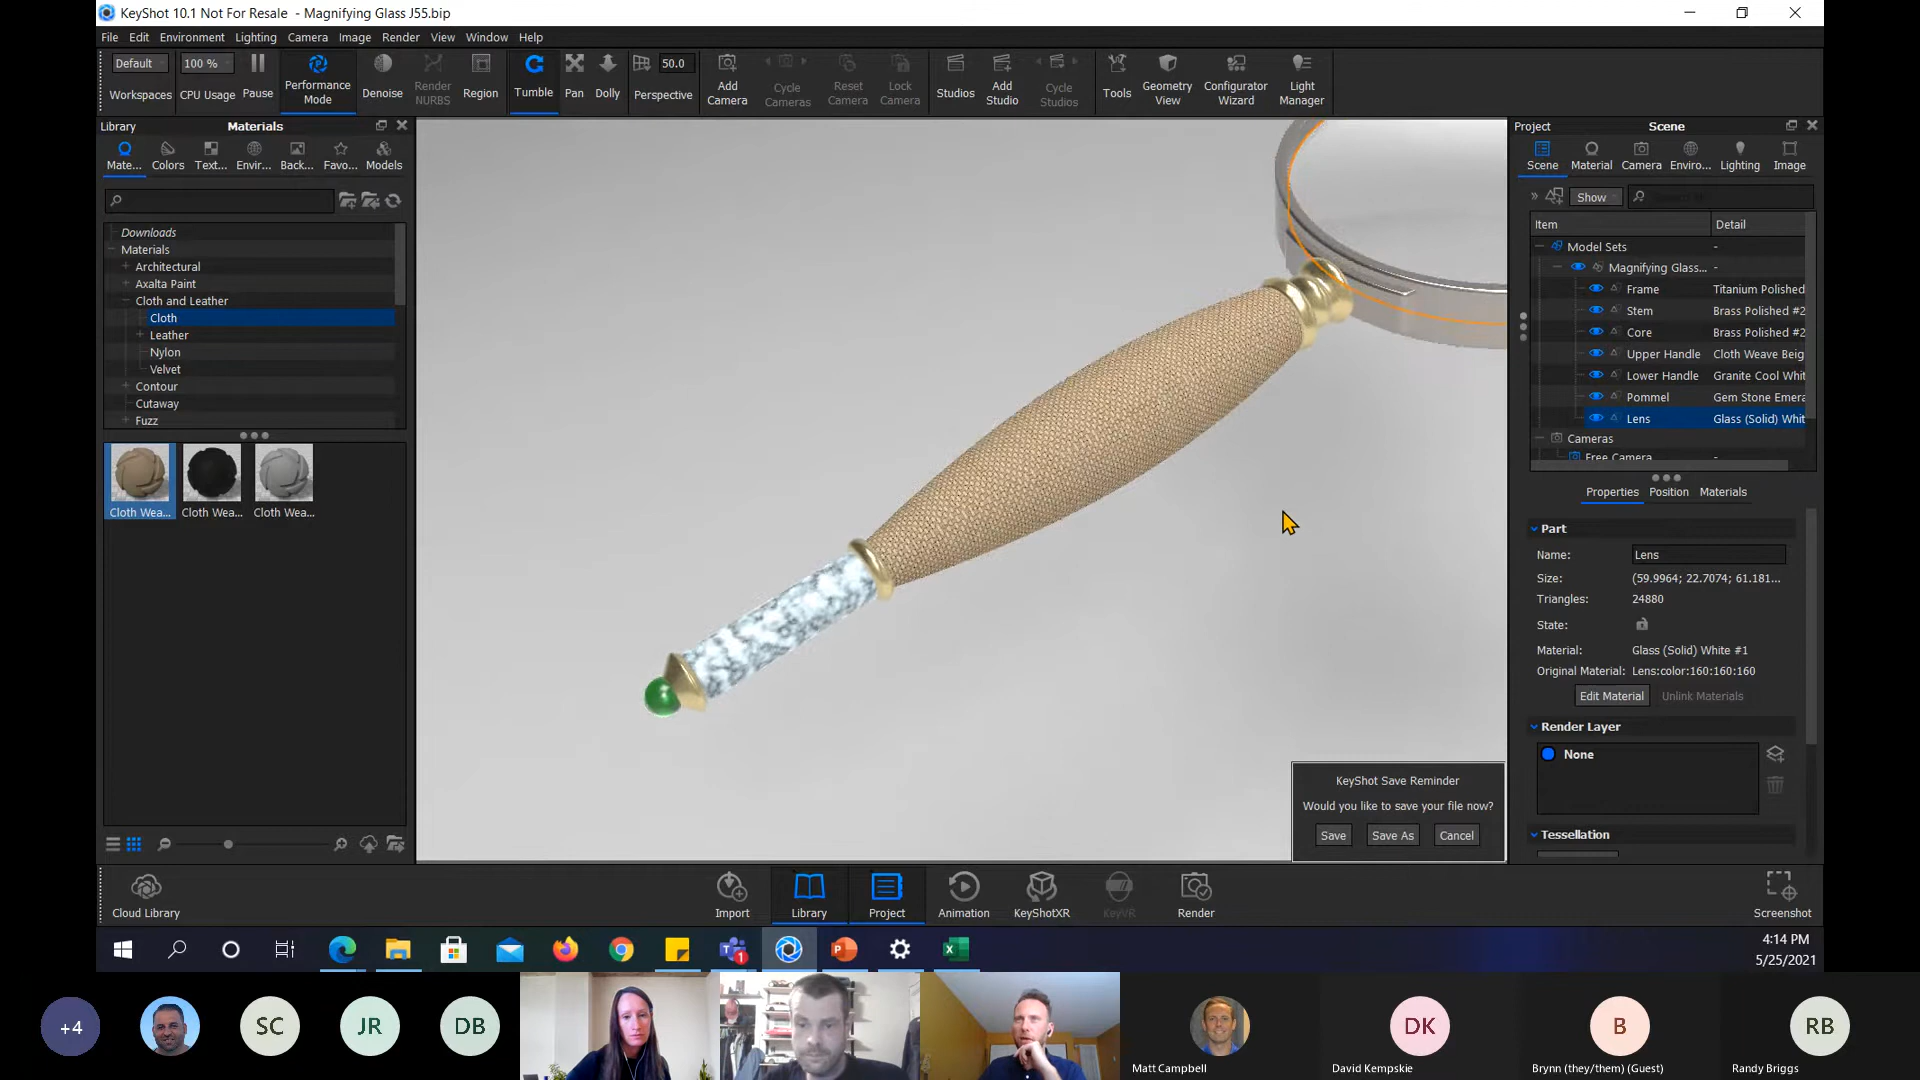 KeyShot 10.1 Not For Resale - Magnifying Glass J55.bip
File Edit Environment Lighting Camera Image Render View Window Help
Default 100 % 50.0
Workspaces CPU Usage Pause Performance Mode Denoise Render NURBS Region Tumble Pan Dolly Perspective Add Camera Cycle Cameras Reset Camera Lock Camera Studios Add Studio Cycle Studios Tools Geometry View Configurator Wizard Light Manager
Library Materials
Mate... Colors Text... Envir... Back... Favo... Models
Downloads
Materials
Architectural
Axalta Paint
Cloth and Leather
Cloth
Leather
Nylon
Velvet
Contour
Cutaway
Fuzz
Cloth Wea... Cloth Wea... Cloth Wea...
Project Scene
Scene Material Camera Enviro... Lighting Image
Show
Item Detail
Model Sets -
Magnifying Glass... -
Frame Titanium Polished
Stem Brass Polished #2
Core Brass Polished #2
Upper Handle Cloth Weave Beig
Lower Handle Granite Cool Whit
Pommel Gem Stone Emera
Lens Glass (Solid) Whit
Cameras
Free Camera -
Properties Position Materials
Part
Name: Lens
Size: (59.9964; 22.7074; 61.181...
Triangles: 24880
State:
Material: Glass (Solid) White #1
Original Material: Lens:color:160:160:160
Edit Material Unlink Materials
Render Layer
None
Tessellation
KeyShot Save Reminder
Would you like to save your file now?
Save Save As Cancel
Cloud Library Import Library Project Animation KeyShotXR KeyVR Render Screenshot
1
4:14 PM
5/25/2021
+4 SC JR DB DK B RB
Matt Campbell David Kempskie Brynn (they/them) (Guest) Randy Briggs